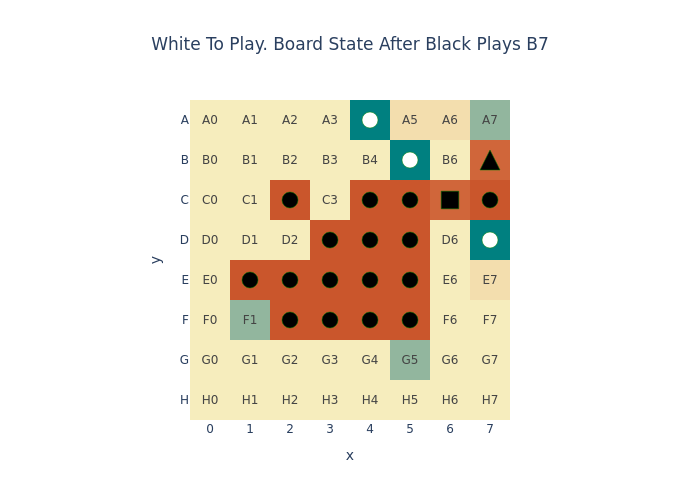 White To Play. Board State After Black Plays B7
A A0 A1 A2 A3 A5 A6 A7
B B0 B1 B2 B3 B4 B6
C C0 C1 C3
D D0 D1 D2 D6
E E0 E6 E7
F F0 F1 F6 F7
G G0 G1 G2 G3 G4 G5 G6 G7
H H0 H1 H2 H3 H4 H5 H6 H7
0 1 2 3 4 5 6 7
x
y